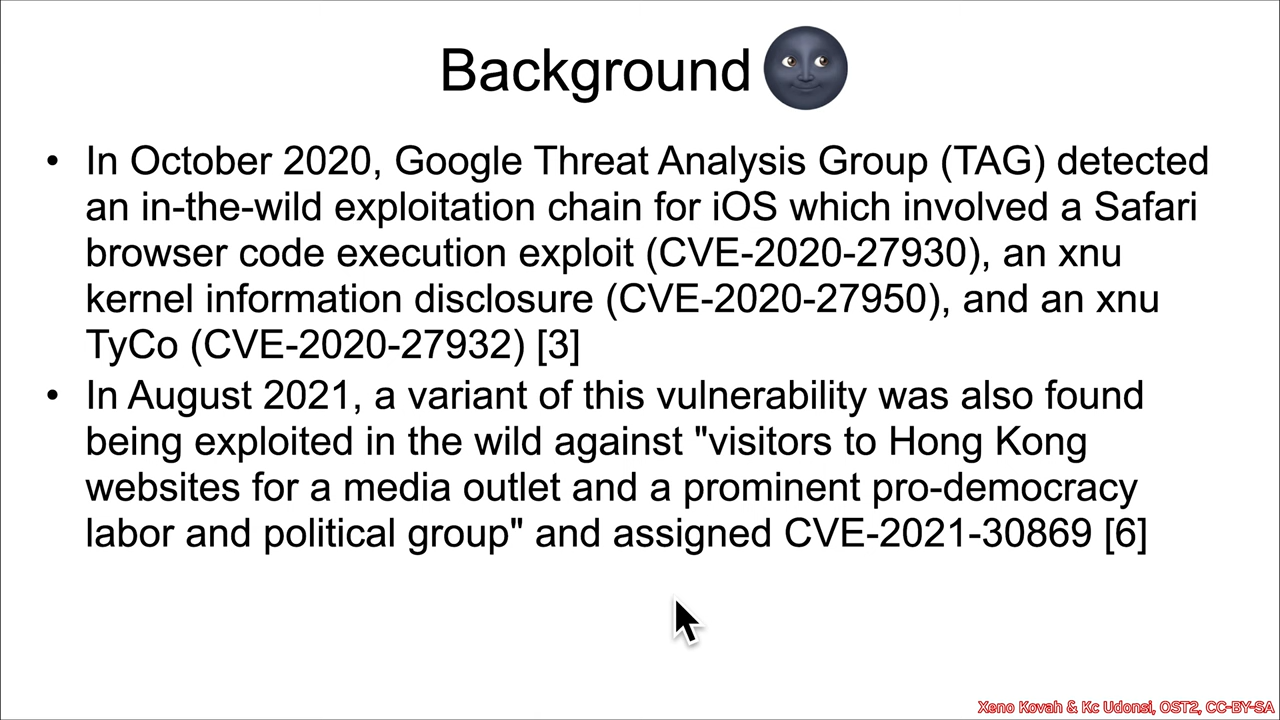 Background 🌚
• In October 2020, Google Threat Analysis Group (TAG) detected
an in-the-wild exploitation chain for iOS which involved a Safari
browser code execution exploit (CVE-2020-27930), an xnu
kernel information disclosure (CVE-2020-27950), and an xnu
TyCo (CVE-2020-27932) [3]
• In August 2021, a variant of this vulnerability was also found
being exploited in the wild against "visitors to Hong Kong
websites for a media outlet and a prominent pro-democracy
labor and political group" and assigned CVE-2021-30869 [6]
Xeno Kovah & Kc Udonsi, OST2, CC-BY-SA